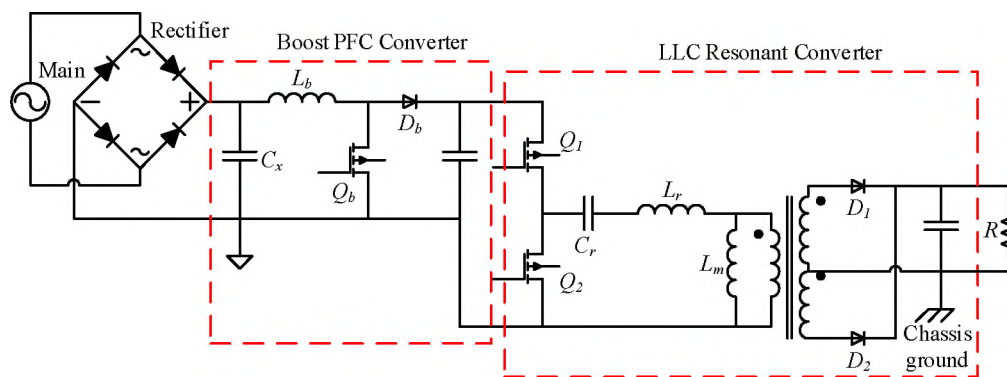 Rectifier
Boost PFC Converter
LLC Resonant Converter
Main
~
~
−
+
L_b
D_b
C_x
Q_b
Q_1
Q_2
C_r
L_r
L_m
D_1
D_2
R
Chassis
ground